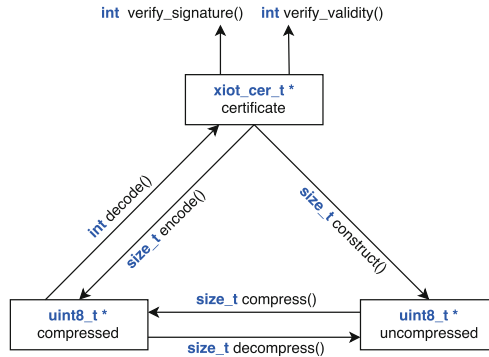 int verify_signature() int verify_validity()
xiot_cer_t *
certificate
int decode()
size_t encode()
size_t construct()
size_t compress()
uint8_t *
compressed
uint8_t *
uncompressed
size_t decompress()